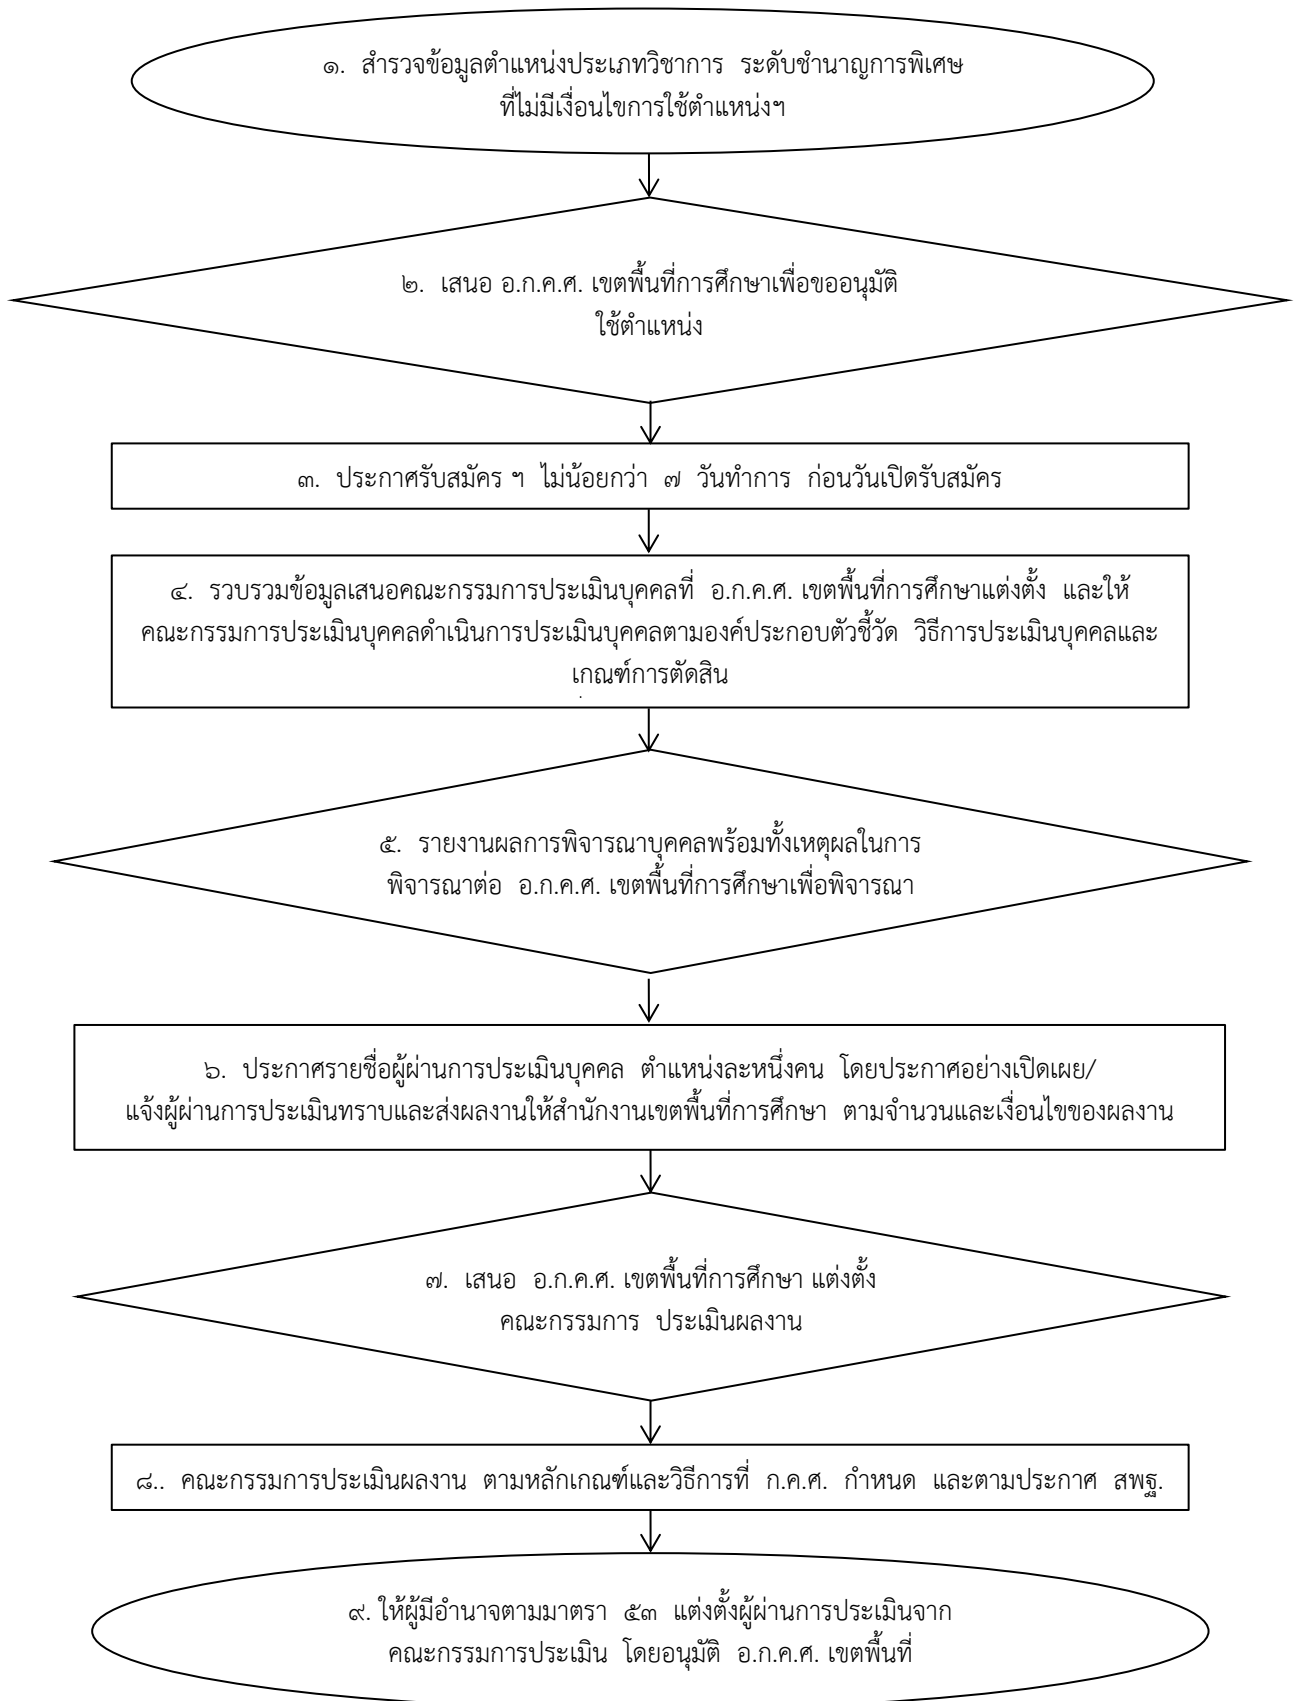 ๑. สำรวจข้อมูลตำแหน่งประเภทวิชาการ ระดับชำนาญการพิเศษ
ที่ไม่มีเงื่อนไขการใช้ตำแหน่งฯ
๒. เสนอ อ.ก.ค.ศ. เขตพื้นที่การศึกษาเพื่อขออนุมัติ
ใช้ตำแหน่ง
๓. ประกาศรับสมัคร ฯ ไม่น้อยกว่า ๗ วันทำการ ก่อนวันเปิดรับสมัคร
๔. รวบรวมข้อมูลเสนอคณะกรรมการประเมินบุคคลที่ อ.ก.ค.ศ. เขตพื้นที่การศึกษาแต่งตั้ง และให้
คณะกรรมการประเมินบุคคลดำเนินการประเมินบุคคลตามองค์ประกอบตัวชี้วัด วิธีการประเมินบุคคลและ
เกณฑ์การตัดสิน
๕. รายงานผลการพิจารณาบุคคลพร้อมทั้งเหตุผลในการ
พิจารณาต่อ อ.ก.ค.ศ. เขตพื้นที่การศึกษาเพื่อพิจารณา
๖. ประกาศรายชื่อผู้ผ่านการประเมินบุคคล ตำแหน่งละหนึ่งคน โดยประกาศอย่างเปิดเผย/
แจ้งผู้ผ่านการประเมินทราบและส่งผลงานให้สำนักงานเขตพื้นที่การศึกษา ตามจำนวนและเงื่อนไขของผลงาน
๗. เสนอ อ.ก.ค.ศ. เขตพื้นที่การศึกษา แต่งตั้ง
คณะกรรมการ ประเมินผลงาน
๘.. คณะกรรมการประเมินผลงาน ตามหลักเกณฑ์และวิธีการที่ ก.ค.ศ. กำหนด และตามประกาศ สพฐ.
๙. ให้ผู้มีอำนาจตามมาตรา ๕๓ แต่งตั้งผู้ผ่านการประเมินจาก
คณะกรรมการประเมิน โดยอนุมัติ อ.ก.ค.ศ. เขตพื้นที่